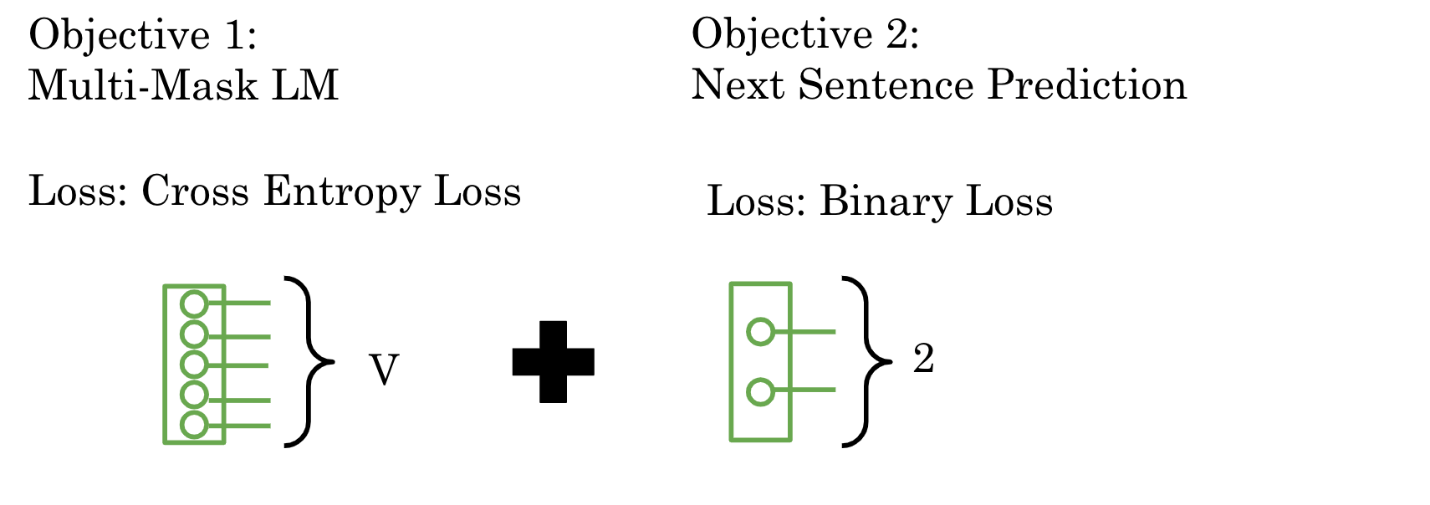 Objective 1:
Multi-Mask LM
Loss: Cross Entropy Loss
V
Objective 2:
Next Sentence Prediction
Loss: Binary Loss
2